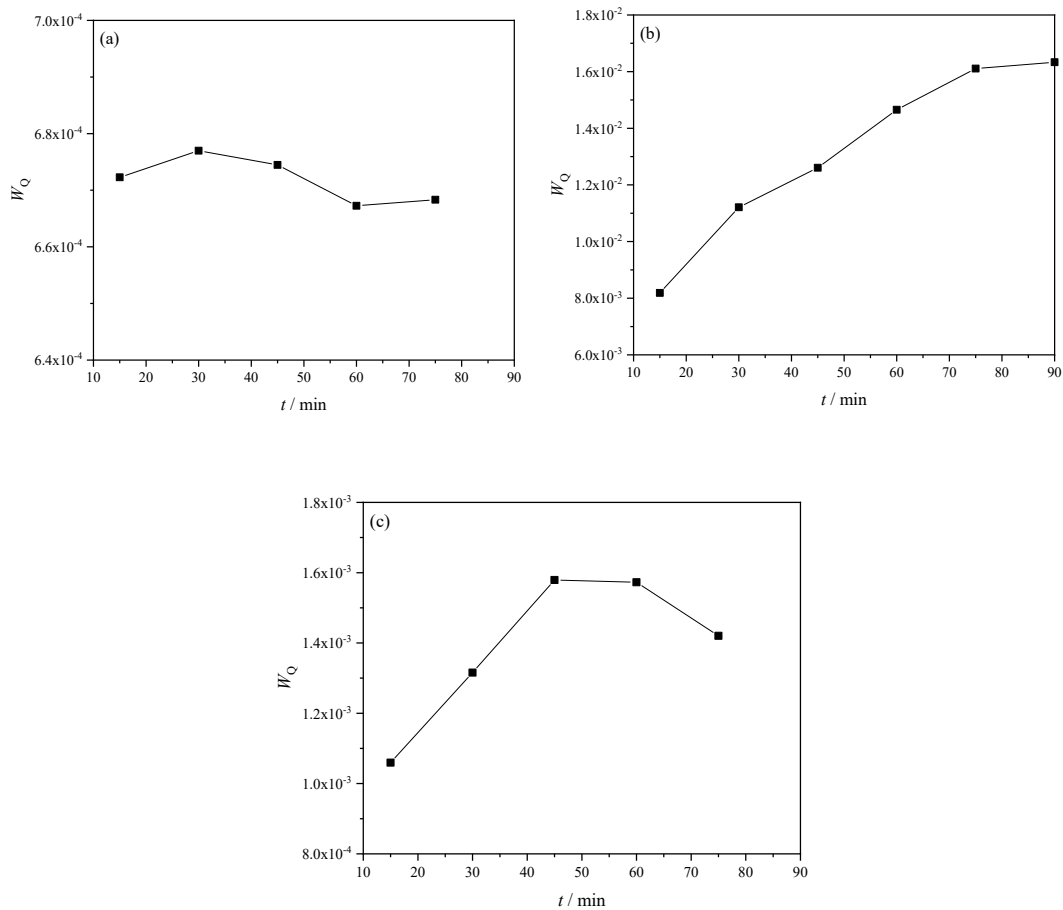 (a)
7.0x10⁻⁴
6.8x10⁻⁴
6.6x10⁻⁴
6.4x10⁻⁴
W_Q
10 20 30 40 50 60 70 80 90
t / min
(b)
1.8x10⁻²
1.6x10⁻²
1.4x10⁻²
1.2x10⁻²
1.0x10⁻²
8.0x10⁻³
6.0x10⁻³
W_Q
10 20 30 40 50 60 70 80 90
t / min
(c)
1.8x10⁻³
1.6x10⁻³
1.4x10⁻³
1.2x10⁻³
1.0x10⁻³
8.0x10⁻⁴
W_Q
10 20 30 40 50 60 70 80 90
t / min